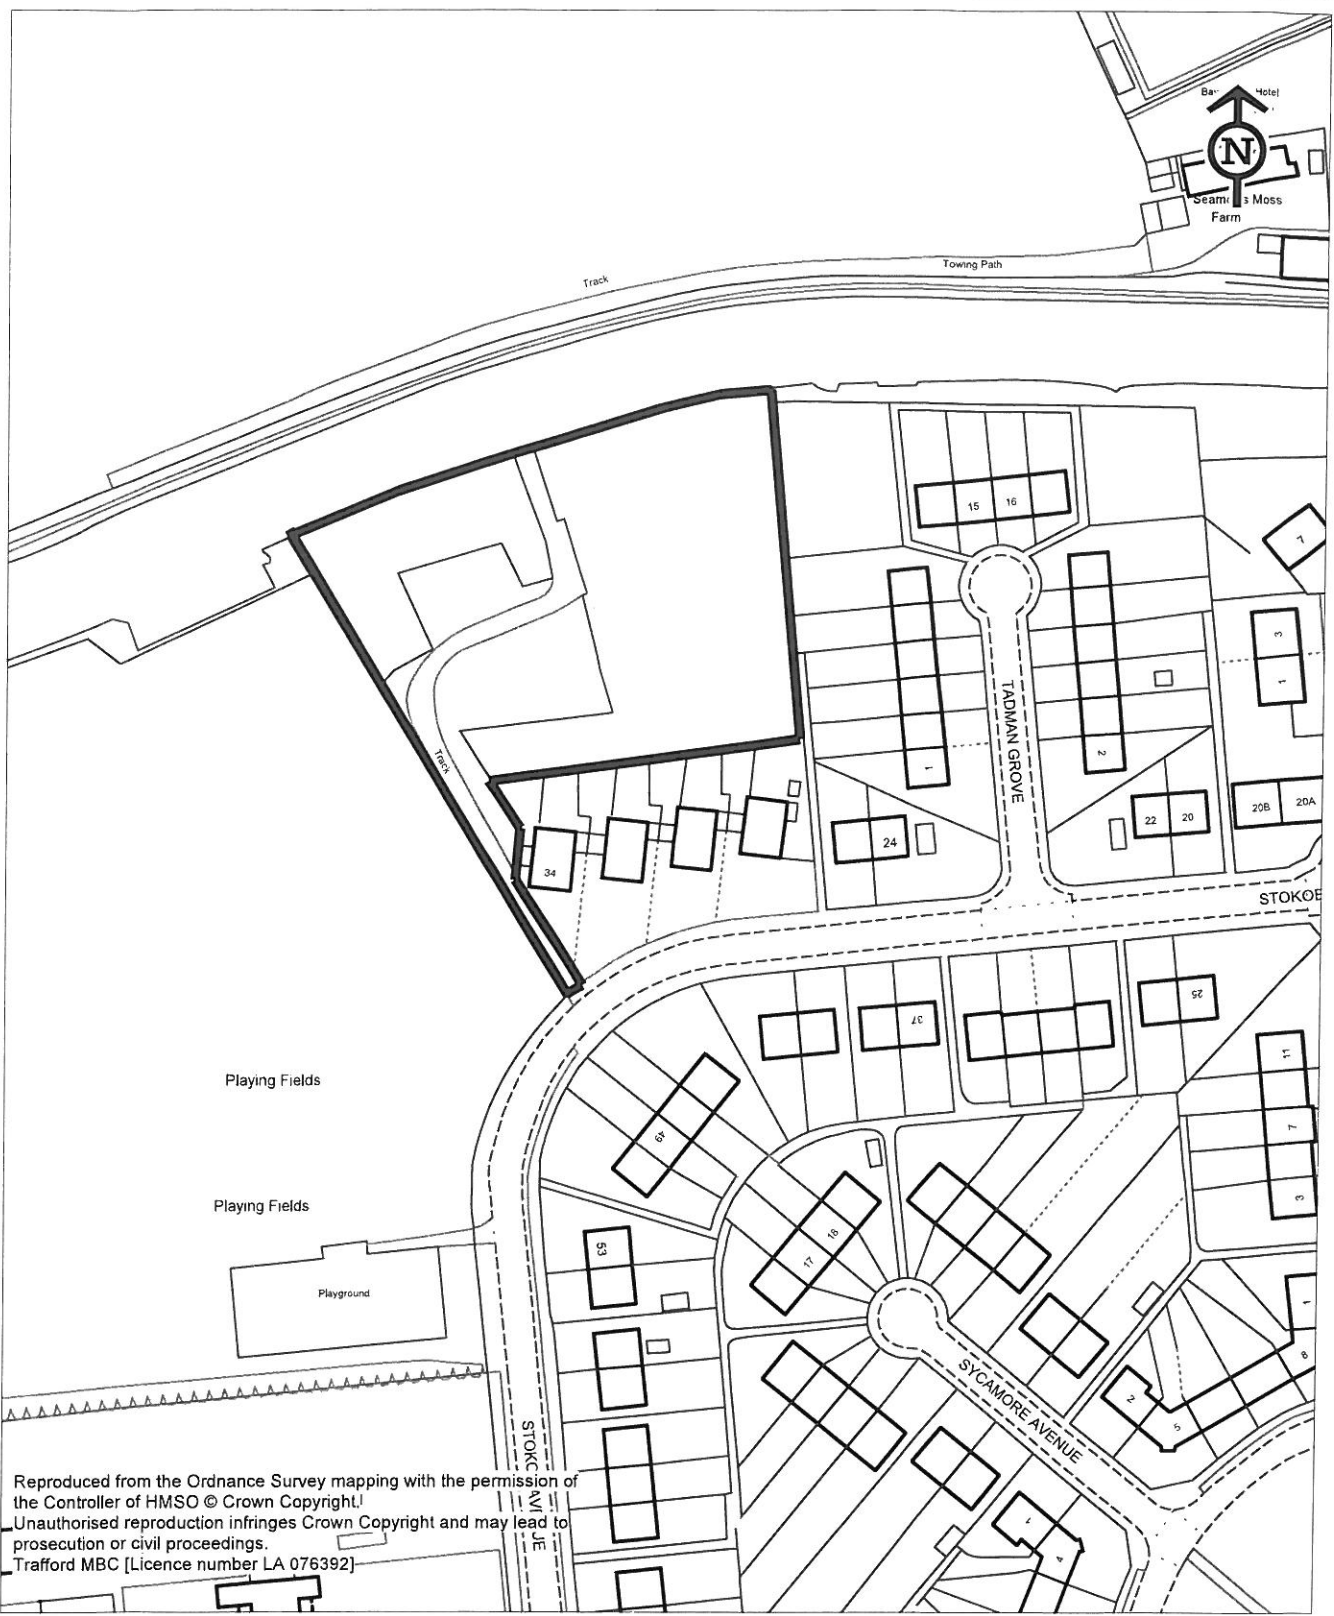 Hotel
N
Moss
Farm
Towing Path
Track
15
16
7
3
1
TADMAN GROVE
1
2
Track
20B
20A
22
20
24
34
STOKOE
25
37
11
7
3
49
Playing Fields
Playing Fields
18
17
53
Playground
1
8
SYCAMORE AVENUE
2
5
1
4
Reproduced from the Ordnance Survey mapping with the permission of
the Controller of HMSO © Crown Copyright.
Unauthorised reproduction infringes Crown Copyright and may lead to
prosecution or civil proceedings.
Trafford MBC [Licence number LA 076392]